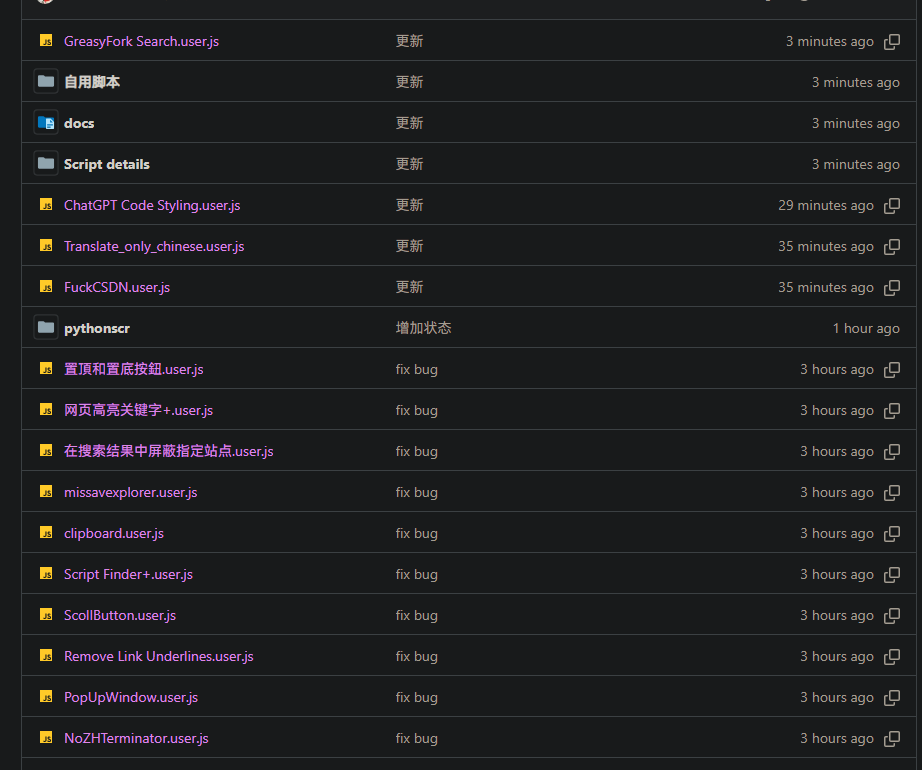 GreasyFork Search.user.js 更新 3 minutes ago
自用脚本 更新 3 minutes ago
docs 更新 3 minutes ago
Script details 更新 3 minutes ago
ChatGPT Code Styling.user.js 更新 29 minutes ago
Translate_only_chinese.user.js 更新 35 minutes ago
FuckCSDN.user.js 更新 35 minutes ago
pythonscr 增加状态 1 hour ago
置頂和置底按鈕.user.js fix bug 3 hours ago
网页高亮关键字+.user.js fix bug 3 hours ago
在搜索结果中屏蔽指定站点.user.js fix bug 3 hours ago
missavexplorer.user.js fix bug 3 hours ago
clipboard.user.js fix bug 3 hours ago
Script Finder+.user.js fix bug 3 hours ago
ScollButton.user.js fix bug 3 hours ago
Remove Link Underlines.user.js fix bug 3 hours ago
PopUpWindow.user.js fix bug 3 hours ago
NoZHTerminator.user.js fix bug 3 hours ago